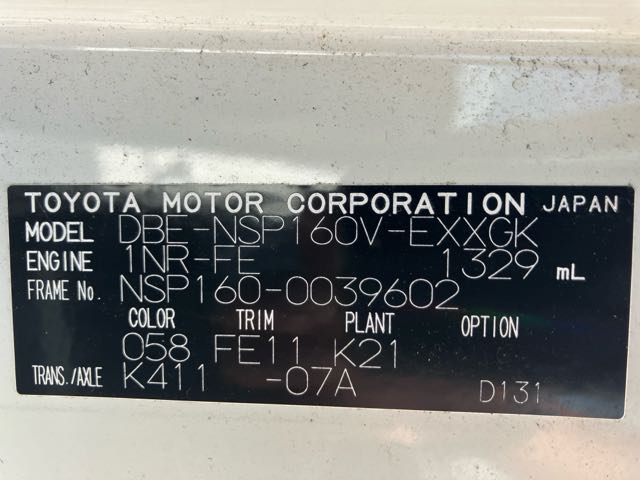 TOYOTA MOTOR CORPORATION JAPAN
MODEL DBE-NSP160V-EXXGK
ENGINE 1NR-FE 1329 mL
FRAME No. NSP160-0039602
COLOR TRIM PLANT OPTION
058 FE11 K21
TRANS./AXLE K411 -07A D131